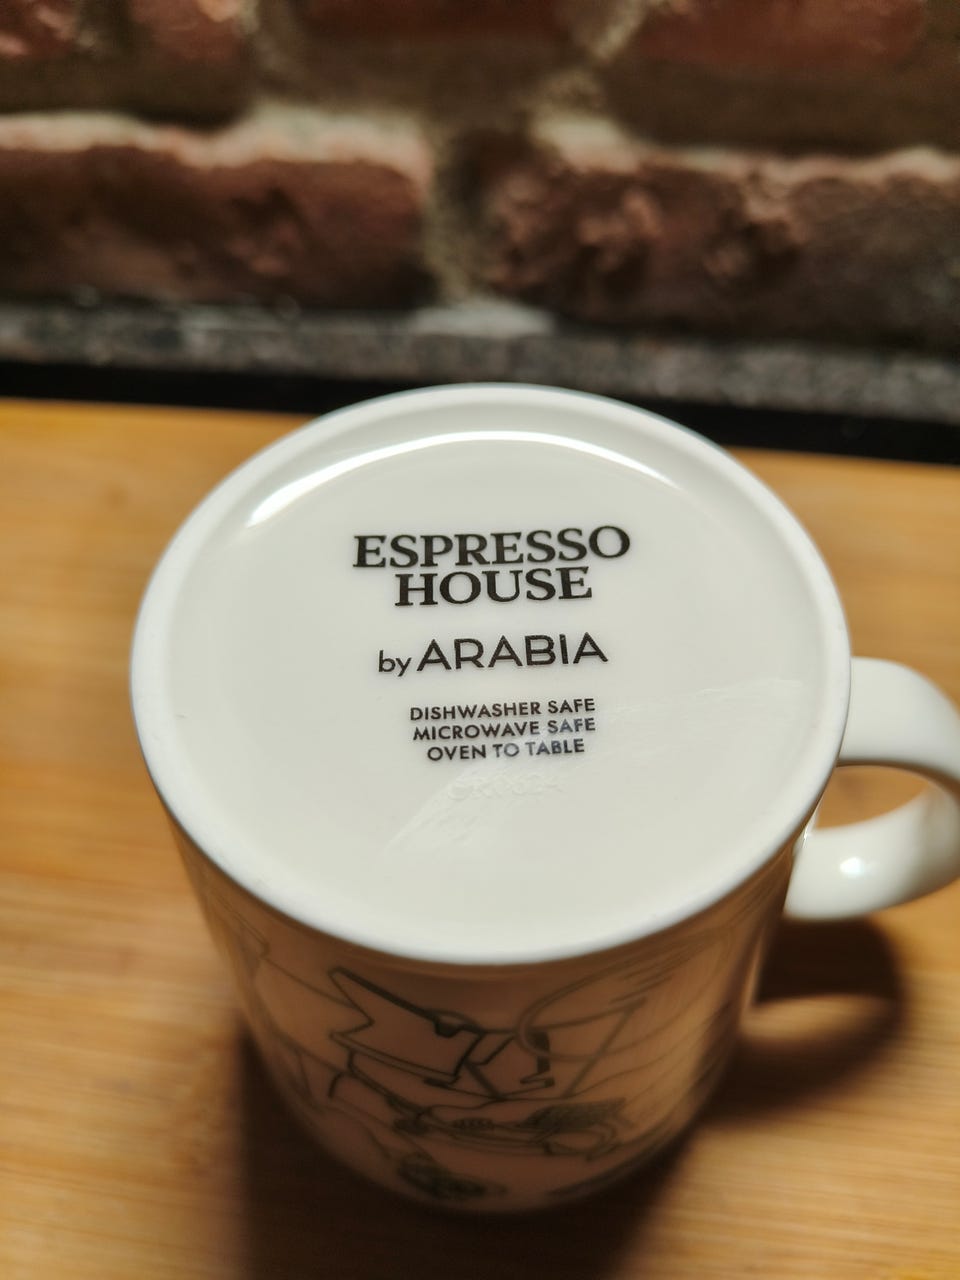 ESPRESSO
HOUSE
by ARABIA
DISHWASHER SAFE
MICROWAVE SAFE
OVEN TO TABLE